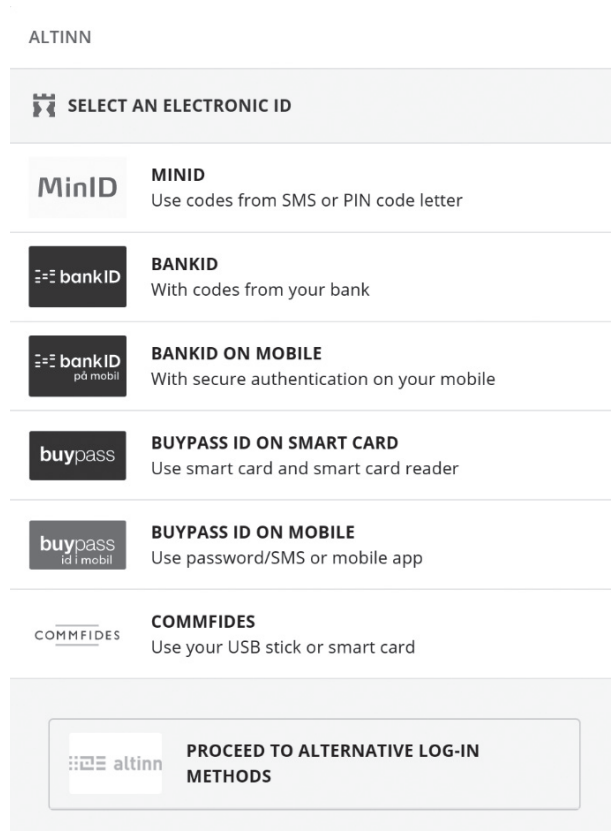 ALTINN
SELECT AN ELECTRONIC ID
MinID
MINID
Use codes from SMS or PIN code letter
bankID
BANKID
With codes from your bank
bankID
på mobil
BANKID ON MOBILE
With secure authentication on your mobile
buypass
BUYPASS ID ON SMART CARD
Use smart card and smart card reader
buypass
id i mobil
BUYPASS ID ON MOBILE
Use password/SMS or mobile app
COMMFIDES
COMMFIDES
Use your USB stick or smart card
altinn
PROCEED TO ALTERNATIVE LOG-IN
METHODS